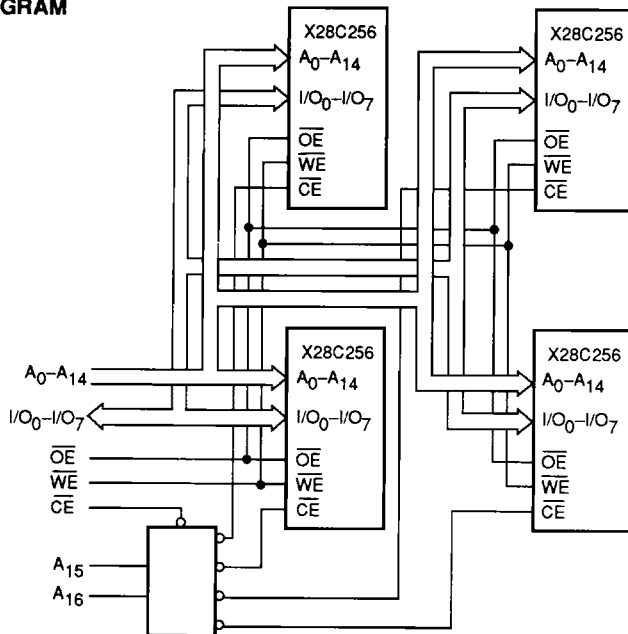 GRAM
X28C256
A0–A14
I/O0–I/O7
OE
WE
CE
X28C256
A0–A14
I/O0–I/O7
OE
WE
CE
X28C256
A0–A14
I/O0–I/O7
OE
WE
CE
X28C256
A0–A14
I/O0–I/O7
OE
WE
CE
A0–A14
I/O0–I/O7
OE
WE
CE
A15
A16